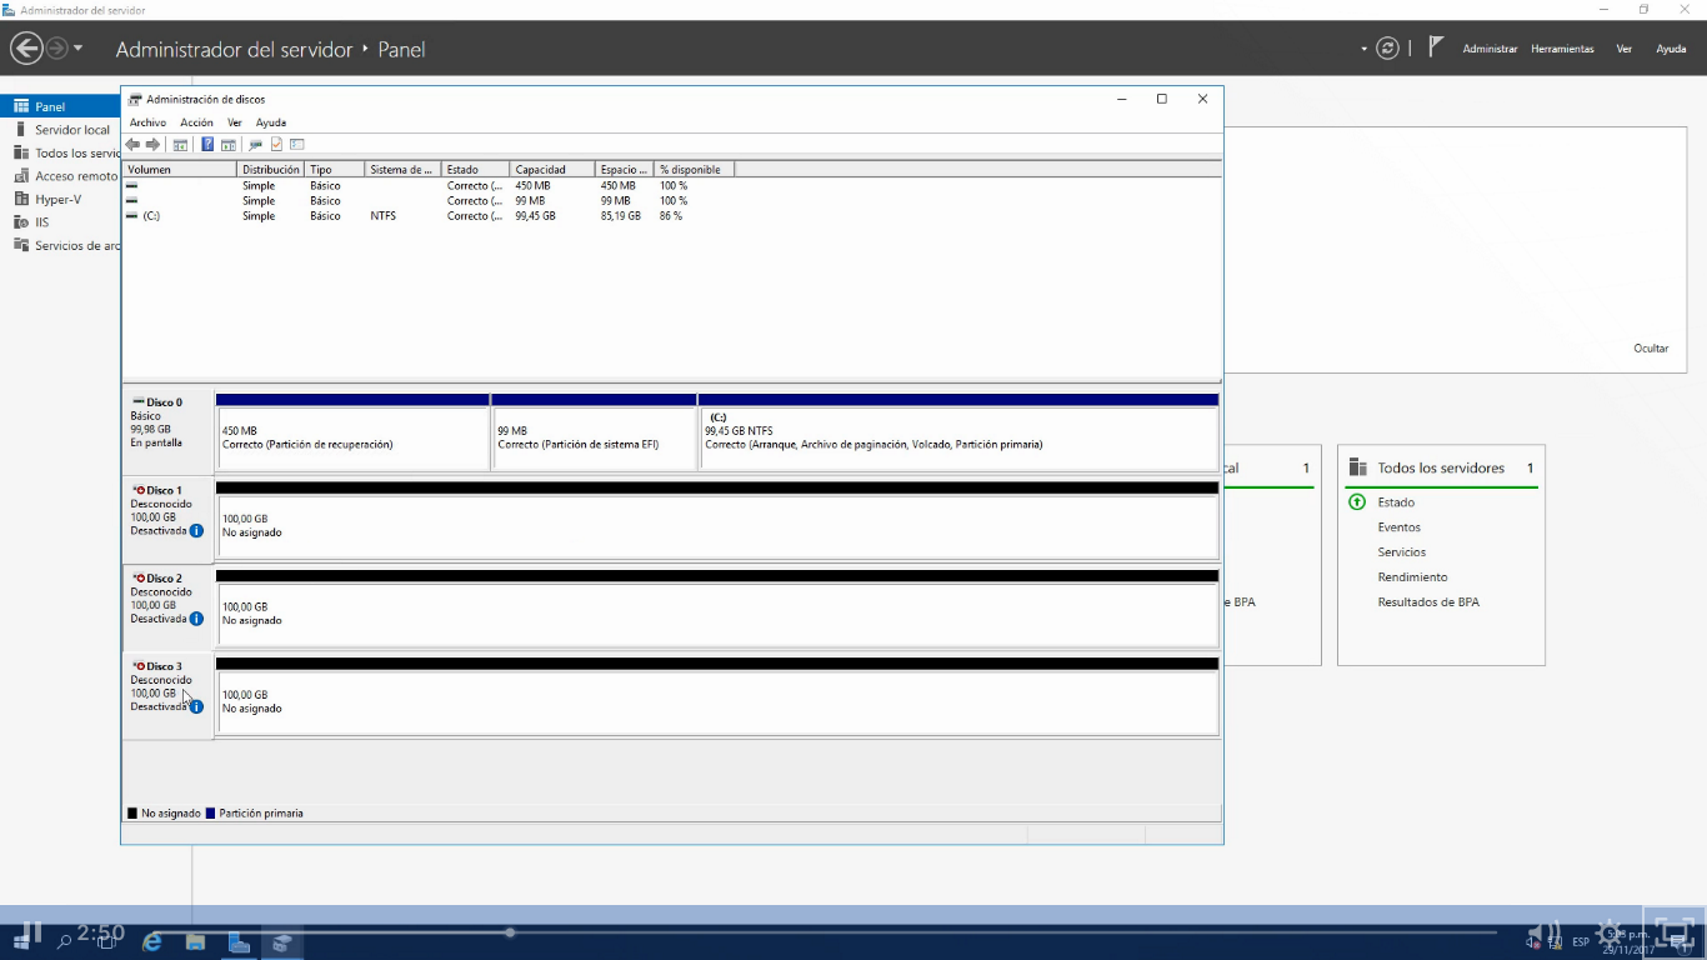 Administrador del servidor
Administrador del servidor ‣ Panel
Administrar Herramientas Ver Ayuda
Panel
Servidor local
Todos los servic
Acceso remoto
Hyper-V
IIS
Servicios de arc
Administración de discos
Archivo Acción Ver Ayuda
Volumen Distribución Tipo Sistema de ... Estado Capacidad Espacio ... % disponible
Simple Básico Correcto (... 450 MB 450 MB 100 %
Simple Básico Correcto (... 99 MB 99 MB 100 %
(C:) Simple Básico NTFS Correcto (... 99,45 GB 85,19 GB 86 %
Disco 0
Básico
99,98 GB
En pantalla
450 MB
Correcto (Partición de recuperación)
99 MB
Correcto (Partición de sistema EFI)
(C:)
99,45 GB NTFS
Correcto (Arranque, Archivo de paginación, Volcado, Partición primaria)
Disco 1
Desconocido
100,00 GB
Desactivada
100,00 GB
No asignado
Disco 2
Desconocido
100,00 GB
Desactivada
100,00 GB
No asignado
Disco 3
Desconocido
100,00 GB
Desactivada
100,00 GB
No asignado
No asignado Partición primaria
Ocultar
cal 1
e BPA
Todos los servidores 1
Estado
Eventos
Servicios
Rendimiento
Resultados de BPA
2:50
ESP
p.m.
29/11/2017